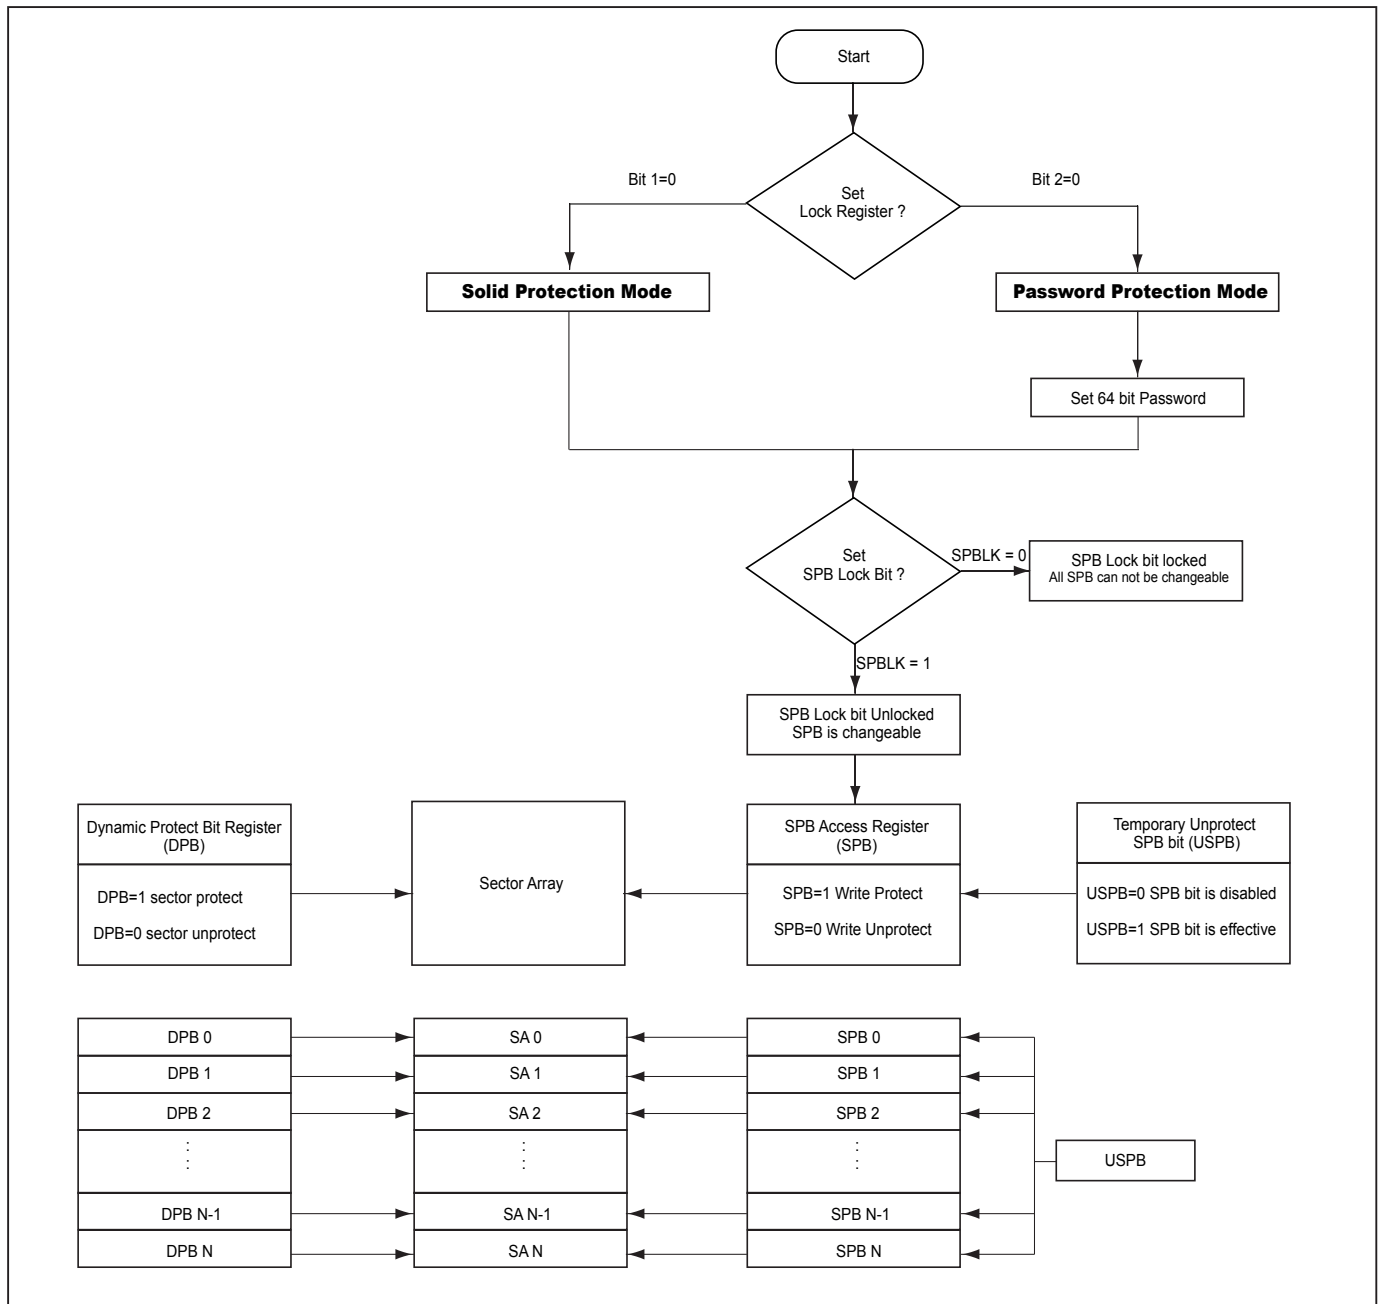 Start
Bit 1=0
Bit 2=0
Set
Lock Register ?
Solid Protection Mode
Password Protection Mode
Set 64 bit Password
Set
SPB Lock Bit ?
SPBLK = 0
SPB Lock bit locked
All SPB can not be changeable
SPBLK = 1
SPB Lock bit Unlocked
SPB is changeable
Dynamic Protect Bit Register
(DPB)
DPB=1 sector protect
DPB=0 sector unprotect
Sector Array
SPB Access Register
(SPB)
SPB=1 Write Protect
SPB=0 Write Unprotect
Temporary Unprotect
SPB bit (USPB)
USPB=0 SPB bit is disabled
USPB=1 SPB bit is effective
DPB 0
SA 0
SPB 0
DPB 1
SA 1
SPB 1
DPB 2
SA 2
SPB 2
USPB
DPB N-1
SA N-1
SPB N-1
DPB N
SA N
SPB N